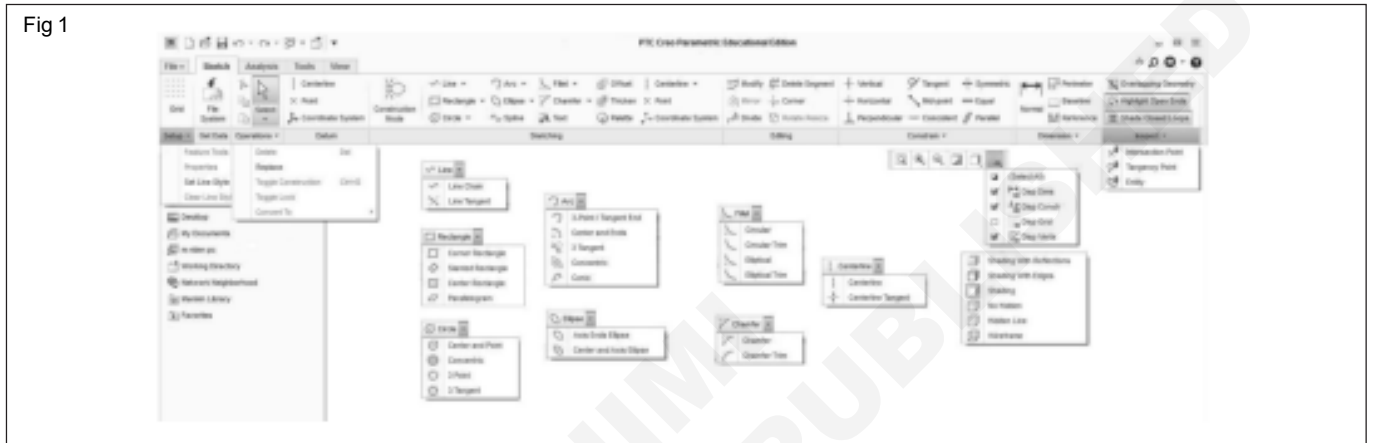 Fig 1
PTC Creo Parametric Educational Edition
File Sketch Analysis Tools View
Centerline Line Arc Fillet Offset Centerline Modify Delete Segment Vertical Tangent Symmetric Perimeter Overlapping Geometry
Point Rectangle Ellipse Chamfer Thicken Point Mirror Corner Horizontal Mid-point Equal Baseline Highlight Open Ends
Grid File System Select Coordinate System Construction Mode Circle Spline Text Palette Coordinate System Divide Rotate Resize Perpendicular Coincident Parallel Normal Reference Shade Closed Loops
Setup Get Data Operations Datum Sketching Editing Constrain Dimension Inspect
Feature Tools
Properties
Set Line Style
Clear Line
Delete Del
Replace
Toggle Construction
Toggle Lock
Convert To
Desktop
My Documents
Working Directory
Network Neighborhood
Manikin Library
Favorites
Line
Line Chain
Line Tangent
Rectangle
Corner Rectangle
Slanted Rectangle
Center Rectangle
Parallelogram
Circle
Center and Point
Concentric
3 Point
3 Tangent
Arc
3-Point / Tangent End
Center and Ends
3 Tangent
Concentric
Conic
Ellipse
Axis Ends Ellipse
Center and Axis Ellipse
Fillet
Circular
Circular Trim
Elliptical
Elliptical Trim
Chamfer
Chamfer
Chamfer Trim
Centerline
Centerline
Centerline Tangent
(Select All)
Disp Dims
Disp Constr
Disp Grid
Disp Verts
Shading With Reflections
Shading With Edges
Shading
No Hidden
Hidden Line
Wireframe
Intersection Point
Tangency Point
Entity